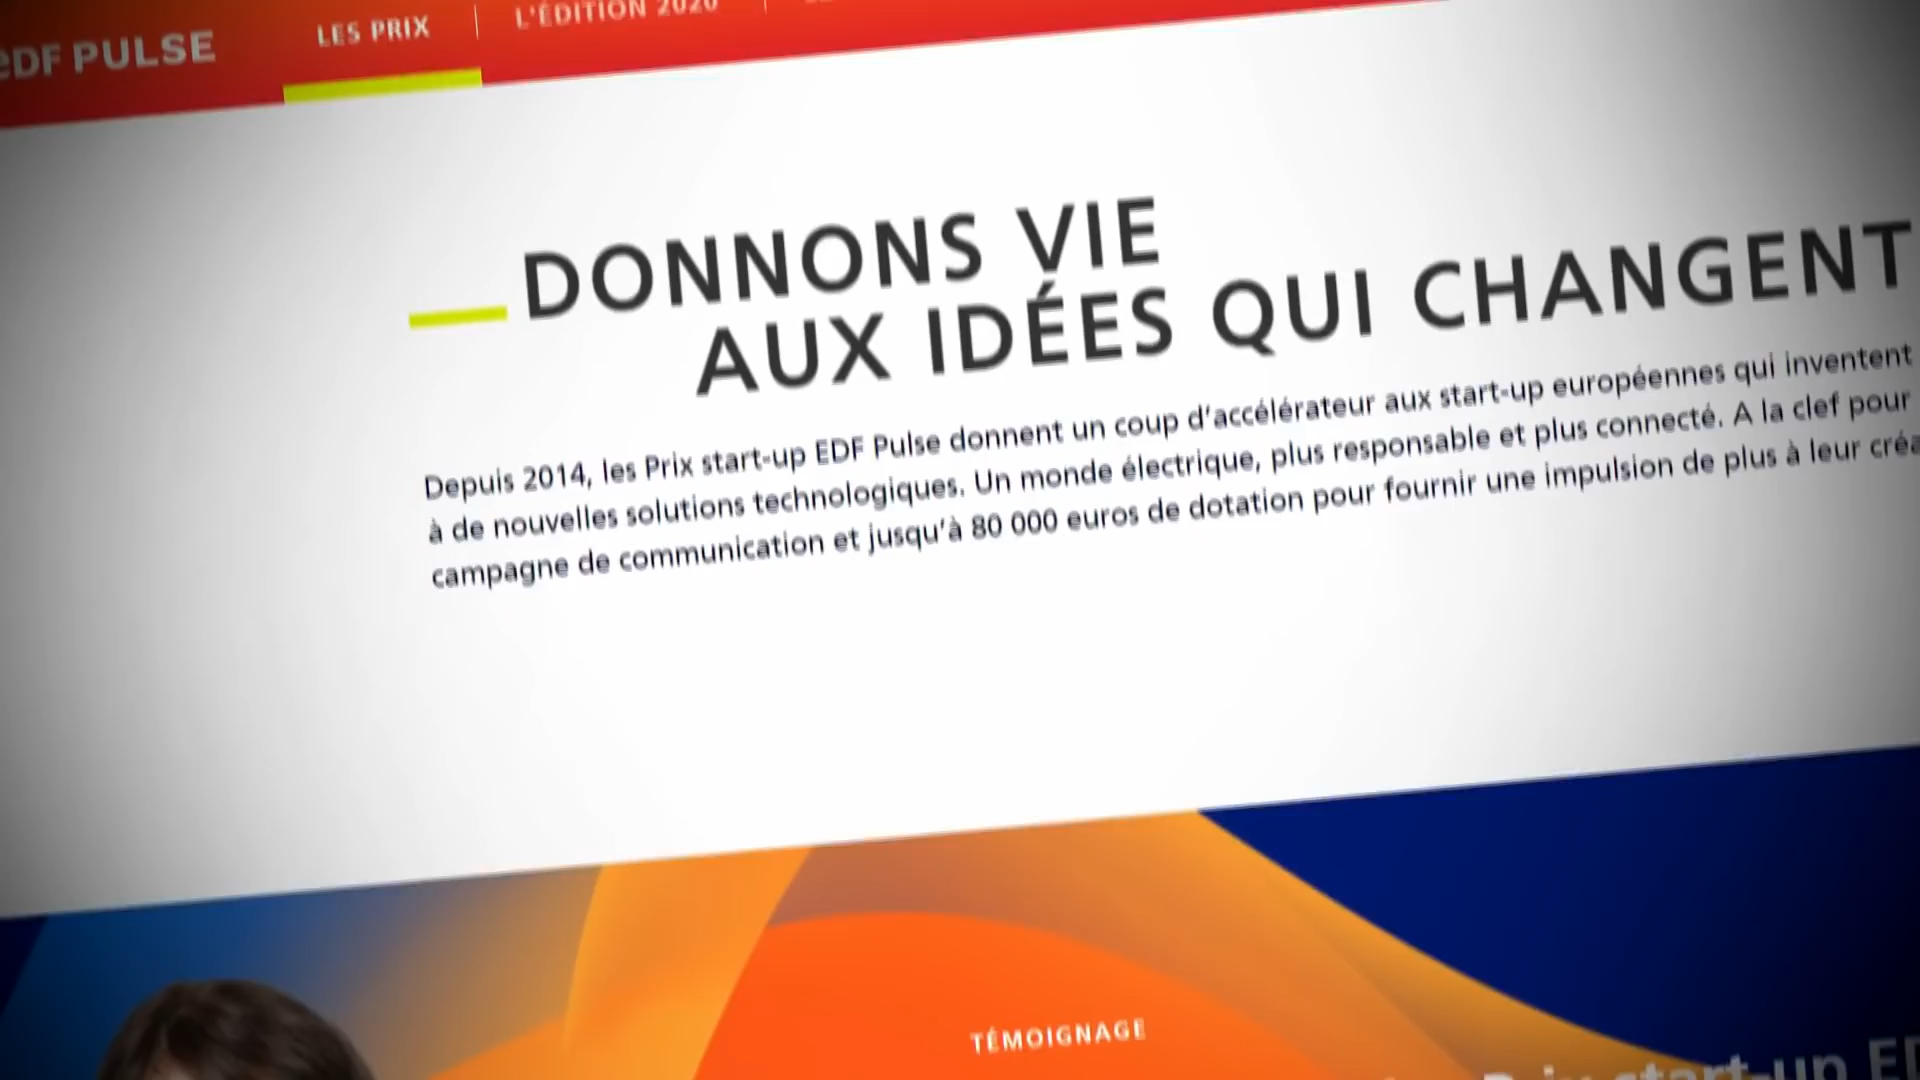 EDF PULSE
LES PRIX
L'ÉDITION 2020
DONNONS VIE
AUX IDÉES QUI CHANGENT
Depuis 2014, les Prix start-up EDF Pulse donnent un coup d'accélérateur aux start-up européennes qui inventent
à de nouvelles solutions technologiques. Un monde électrique, plus responsable et plus connecté. A la clef pour
campagne de communication et jusqu'à 80 000 euros de dotation pour fournir une impulsion de plus à leur
TÉMOIGNAGE
Prix start-up